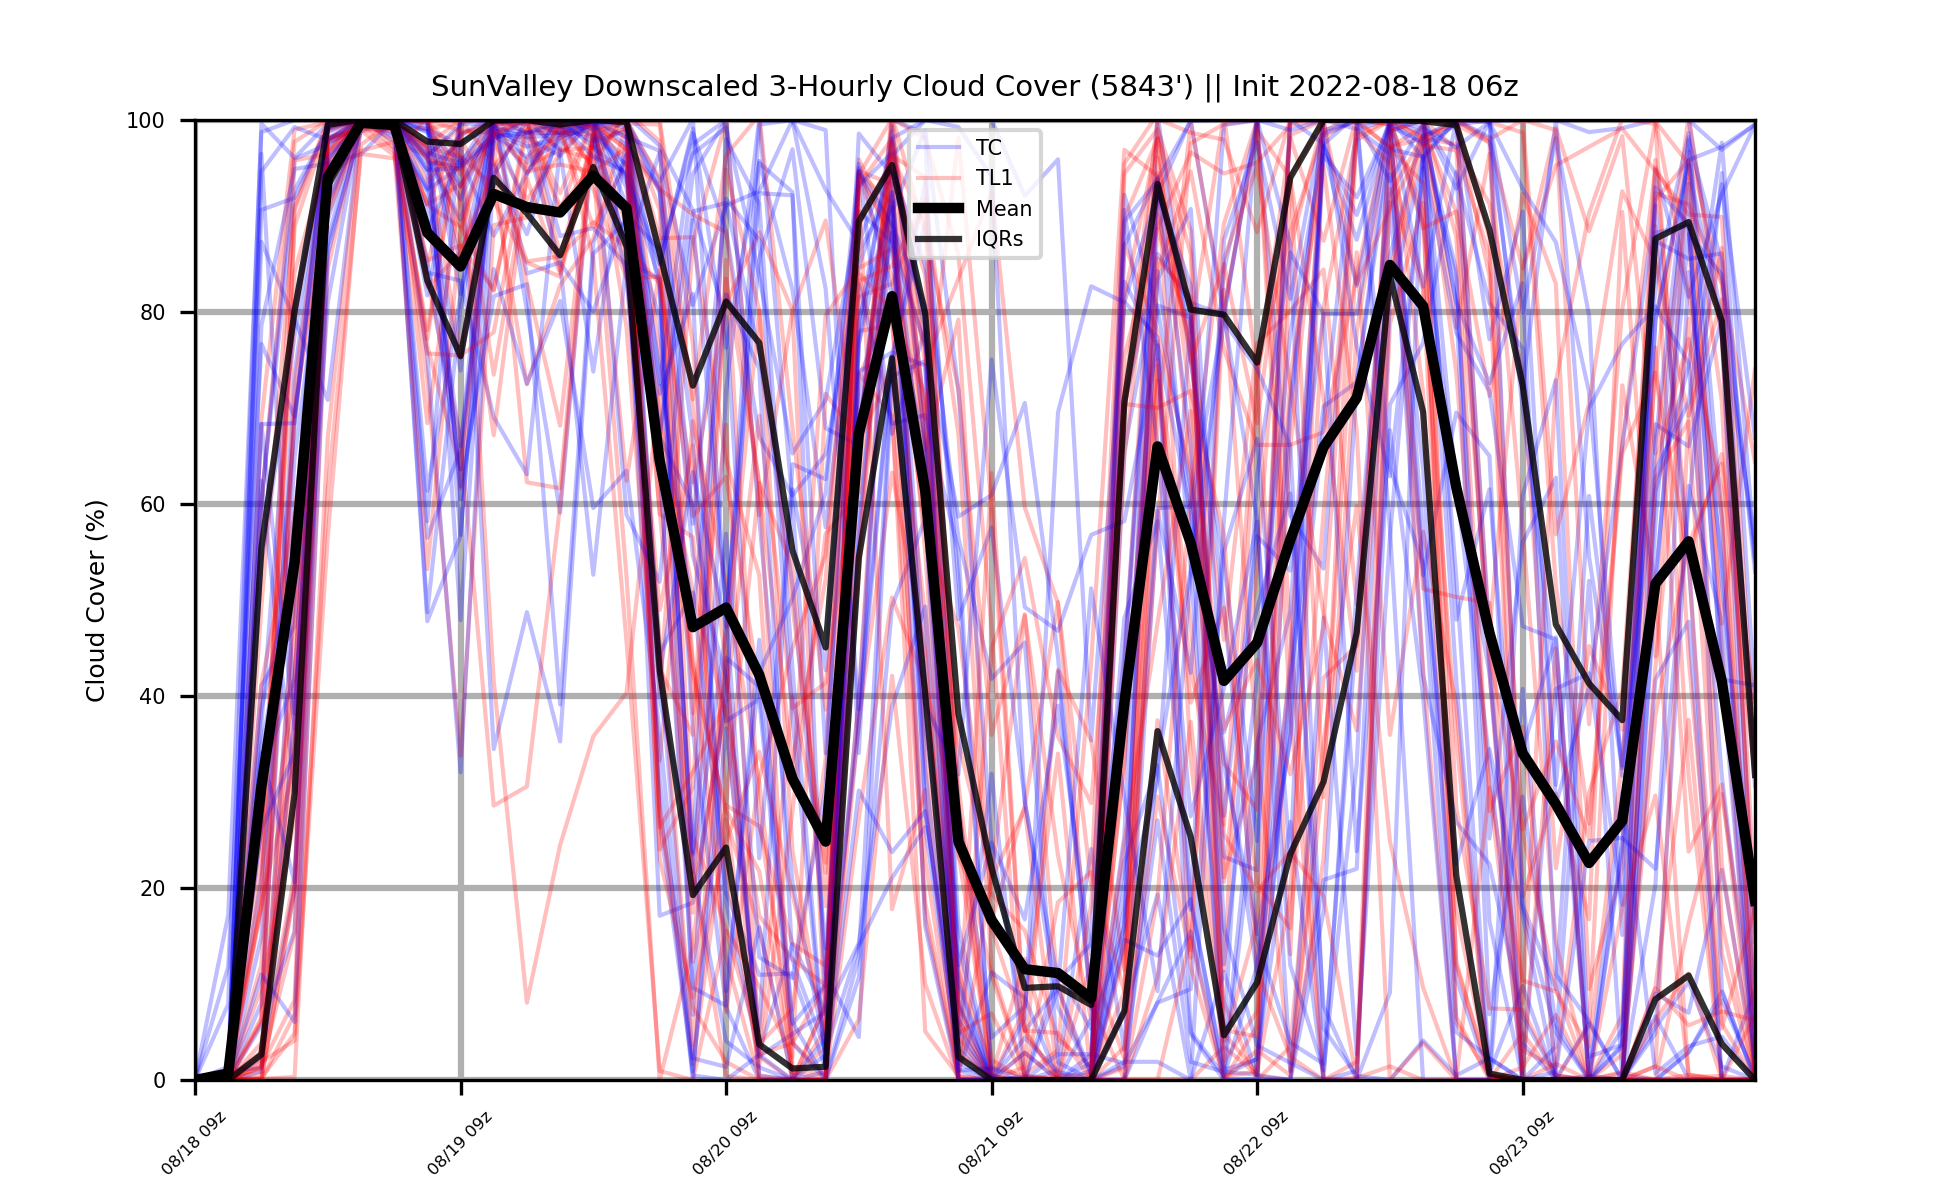 SunValley Downscaled 3-Hourly Cloud Cover (5843') || Init 2022-08-18 06z
Cloud Cover (%)
100
80
60
40
20
0
TC
TL1
Mean
IQRs
08/18 09z
08/19 09z
08/20 09z
08/21 09z
08/22 09z
08/23 09z